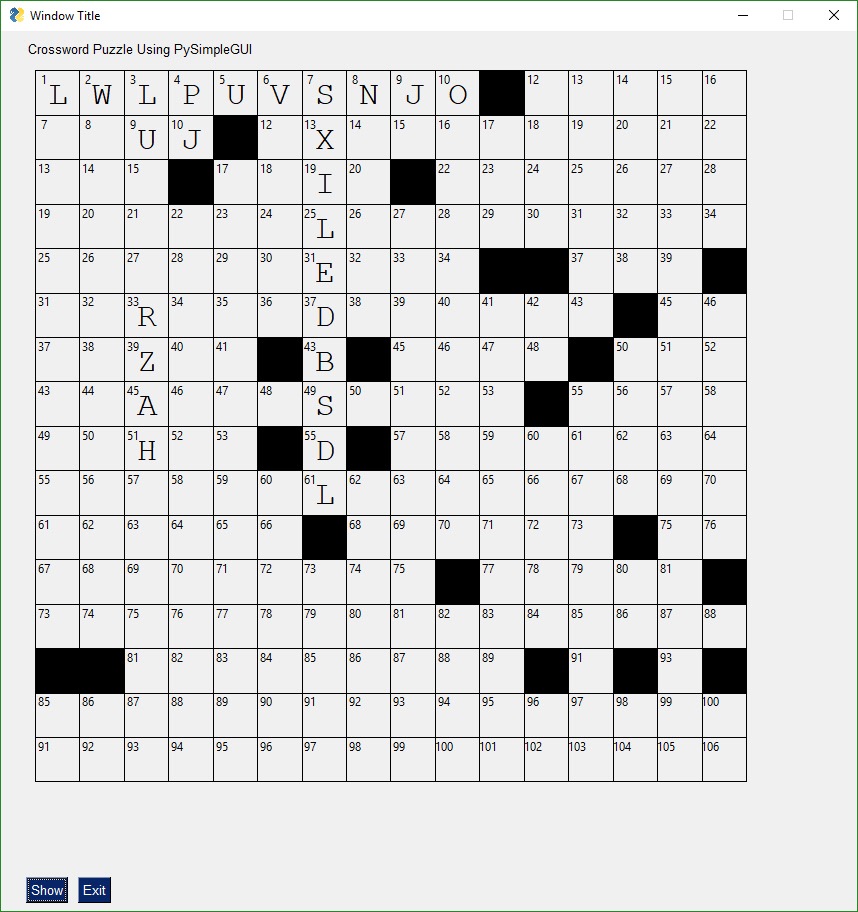 Window Title
Crossword Puzzle Using PySimpleGUI
1 L 2 W 3 L 4 P 5 U 6 V 7 S 8 N 9 J 10 O 12 13 14 15 16
7 8 9 U 10 J 12 13 X 14 15 16 17 18 19 20 21 22
13 14 15 17 18 19 I 20 22 23 24 25 26 27 28
19 20 21 22 23 24 25 L 26 27 28 29 30 31 32 33 34
25 26 27 28 29 30 31 E 32 33 34 37 38 39
31 32 33 R 34 35 36 37 D 38 39 40 41 42 43 45 46
37 38 39 Z 40 41 43 B 45 46 47 48 50 51 52
43 44 45 A 46 47 48 49 S 50 51 52 53 55 56 57 58
49 50 51 H 52 53 55 D 57 58 59 60 61 62 63 64
55 56 57 58 59 60 61 L 62 63 64 65 66 67 68 69 70
61 62 63 64 65 66 68 69 70 71 72 73 75 76
67 68 69 70 71 72 73 74 75 77 78 79 80 81
73 74 75 76 77 78 79 80 81 82 83 84 85 86 87 88
81 82 83 84 85 86 87 88 89 91 93
85 86 87 88 89 90 91 92 93 94 95 96 97 98 99 100
91 92 93 94 95 96 97 98 99 100 101 102 103 104 105 106
Show Exit